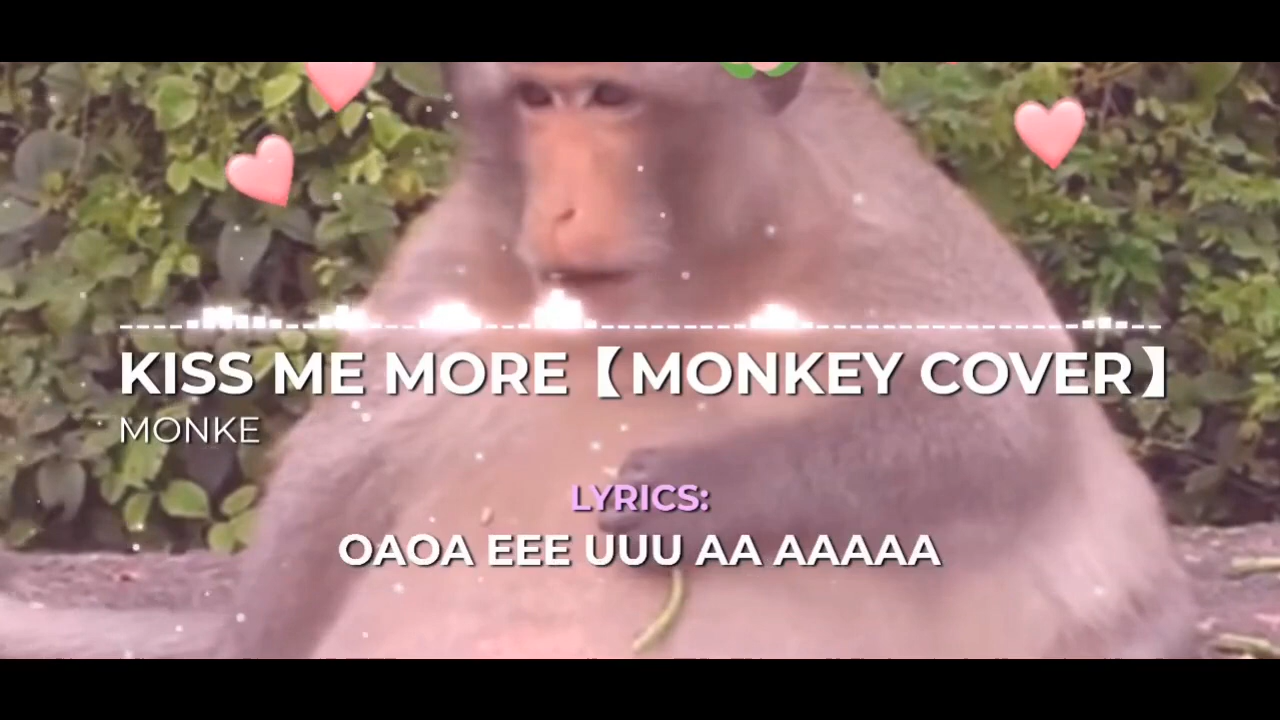 KISS ME MORE【MONKEY COVER】
MONKE
LYRICS:
OAOA EEE UUU AA AAAAA